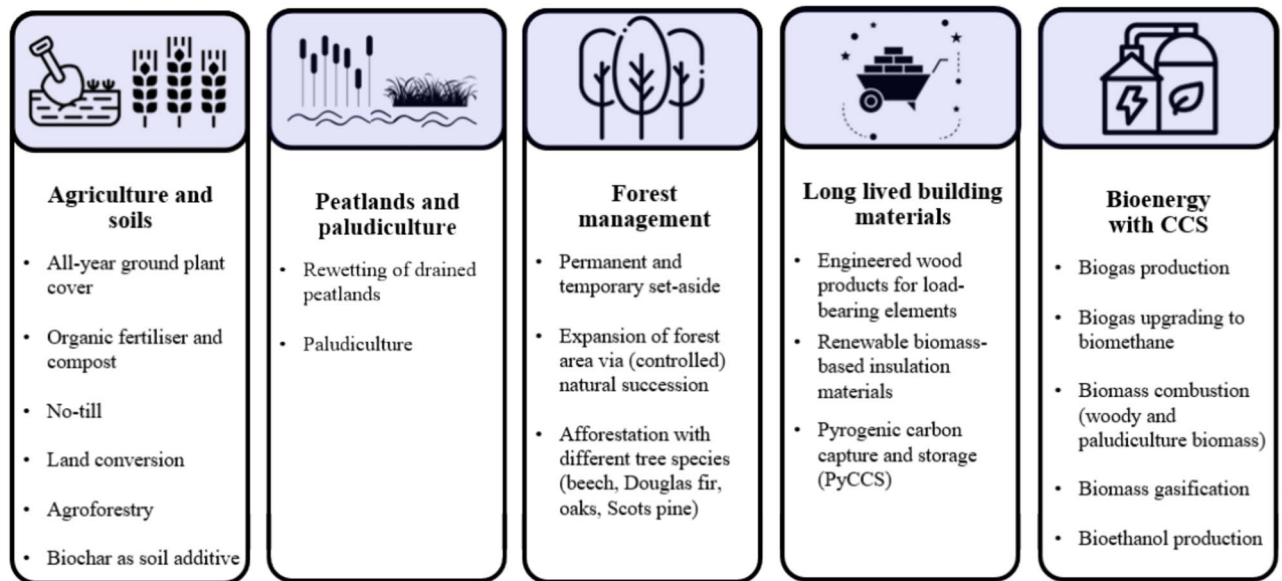 Agriculture and
soils
• All-year ground plant
cover
• Organic fertiliser and
compost
• No-till
• Land conversion
• Agroforestry
• Biochar as soil additive
Peatlands and
paludiculture
• Rewetting of drained
peatlands
• Paludiculture
Forest
management
• Permanent and
temporary set-aside
• Expansion of forest
area via (controlled)
natural succession
• Afforestation with
different tree species
(beech, Douglas fir,
oaks, Scots pine)
Long lived building
materials
• Engineered wood
products for load-
bearing elements
• Renewable biomass-
based insulation
materials
• Pyrogenic carbon
capture and storage
(PyCCS)
Bioenergy
with CCS
• Biogas production
• Biogas upgrading to
biomethane
• Biomass combustion
(woody and
paludiculture biomass)
• Biomass gasification
• Bioethanol production